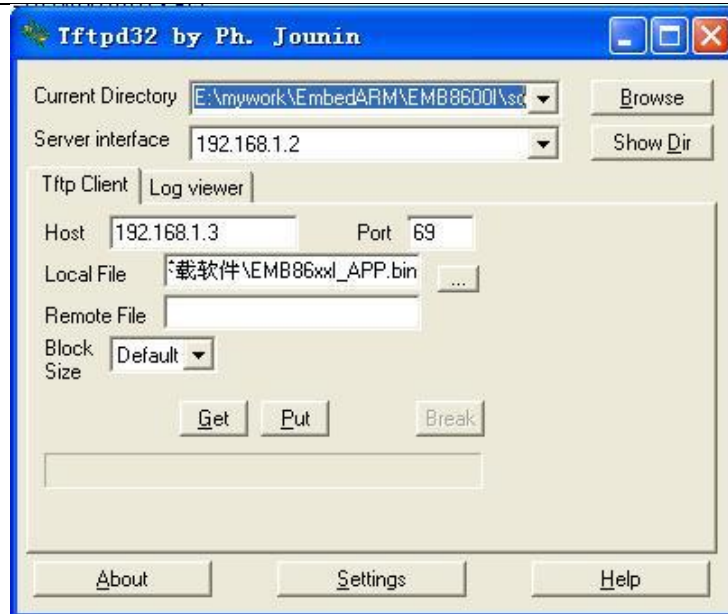 Tftpd32 by Ph. Jounin
Current Directory E:\mywork\EmbedARM\EMB8600I\so Browse
Server interface 192.168.1.2 Show Dir
Tftp Client Log viewer
Host 192.168.1.3 Port 69
Local File 载软件\EMB86xxI_APP.bin ...
Remote File
Block Size Default
Get Put Break
About Settings Help